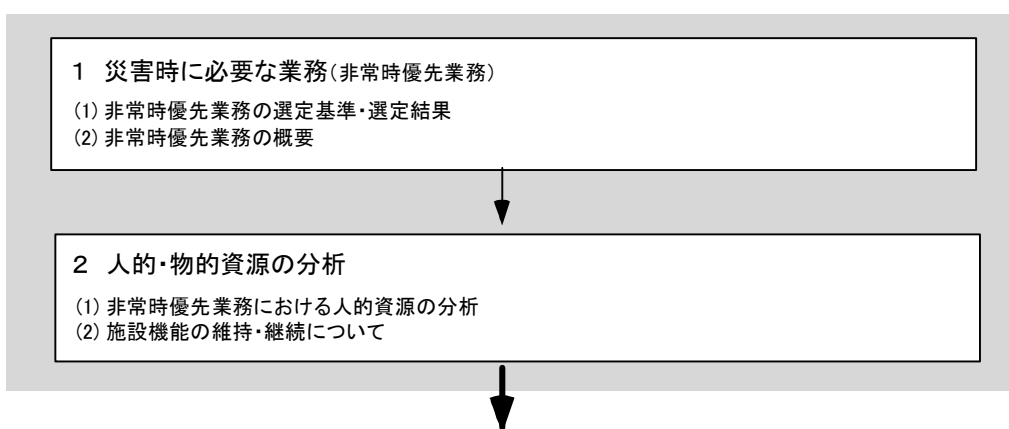 １ 災害時に必要な業務(非常時優先業務)
(1) 非常時優先業務の選定基準・選定結果
(2) 非常時優先業務の概要
２ 人的・物的資源の分析
(1) 非常時優先業務における人的資源の分析
(2) 施設機能の維持・継続について